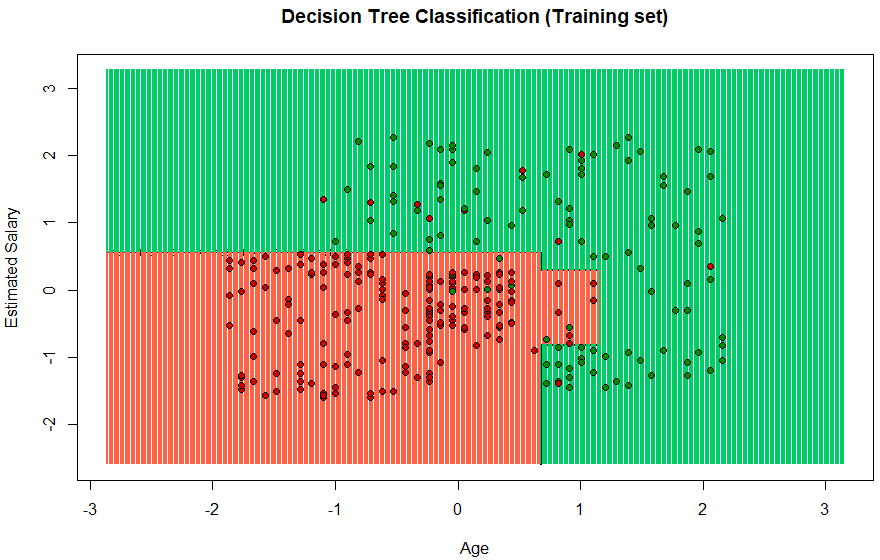 Decision Tree Classification (Training set)
Estimated Salary
3
2
1
0
-1
-2
-3 -2 -1 0 1 2 3
Age